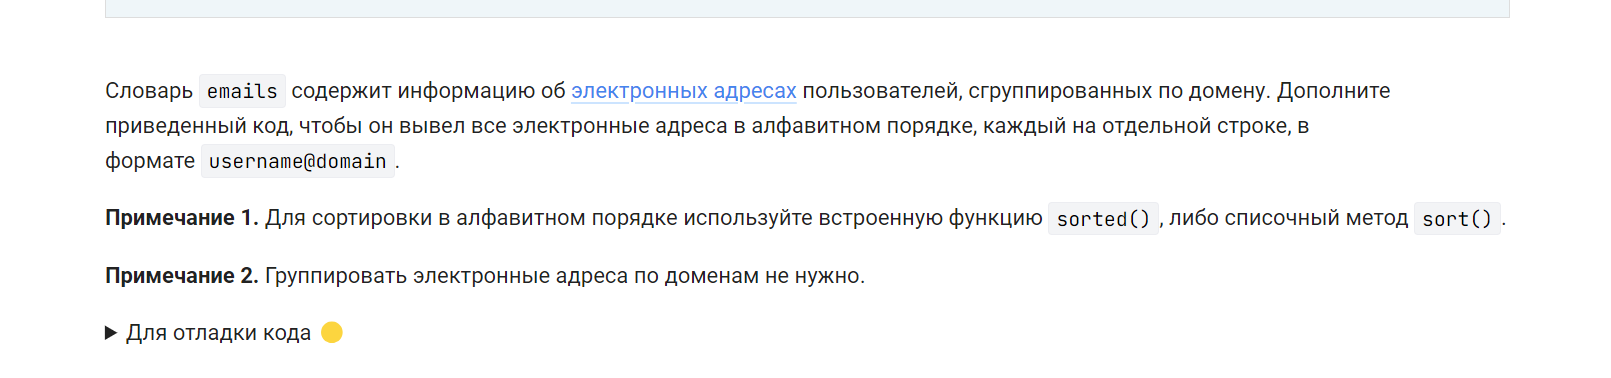 Словарь emails содержит информацию об электронных адресах пользователей, сгруппированных по домену. Дополните
приведенный код, чтобы он вывел все электронные адреса в алфавитном порядке, каждый на отдельной строке, в
формате username@domain.
Примечание 1. Для сортировки в алфавитном порядке используйте встроенную функцию sorted(), либо списочный метод sort().
Примечание 2. Группировать электронные адреса по доменам не нужно.
Для отладки кода